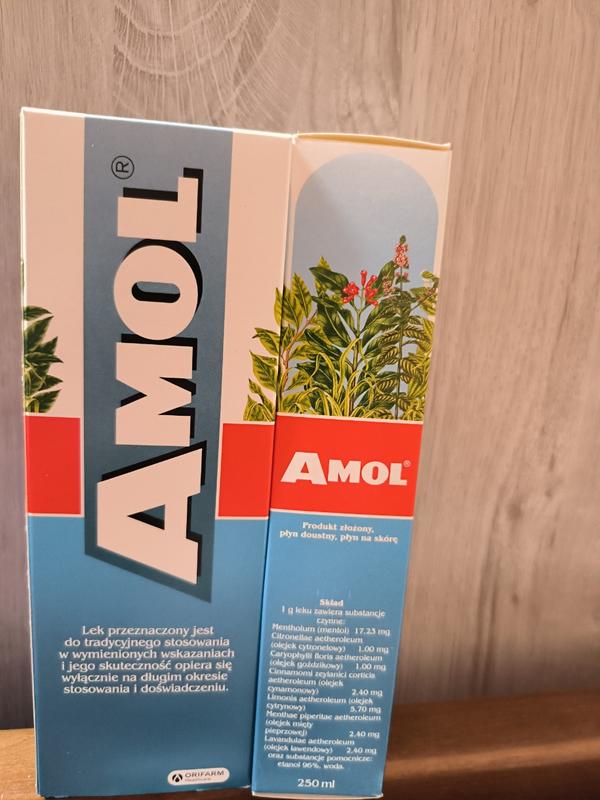 AMOL®
Lek przeznaczony jest
do tradycyjnego stosowania
w wymienionych wskazaniach
i jego skuteczność opiera się
wyłącznie na długim okresie
stosowania i doświadczeniu.
ORIFARM
Healthcare
AMOL®
Produkt złożony,
płyn doustny, płyn na skórę
Skład
1 g leku zawiera substancje
czynne:
Mentholum (mentol) 17,23 mg
Citronellae aetheroleum
(olejek cytronelowy) 1,00 mg
Caryophylli floris aetheroleum
(olejek goździkowy) 1,00 mg
Cinnamomi zeylanici corticis
aetheroleum (olejek
cynamonowy) 2,40 mg
Limonis aetheroleum (olejek
cytrynowy) 5,70 mg
Menthae piperitae aetheroleum
(olejek mięty
pieprzowej) 2,40 mg
Lavandulae aetheroleum
(olejek lawendowy) 2,40 mg
oraz substancje pomocnicze:
etanol 96%, woda.
250 ml